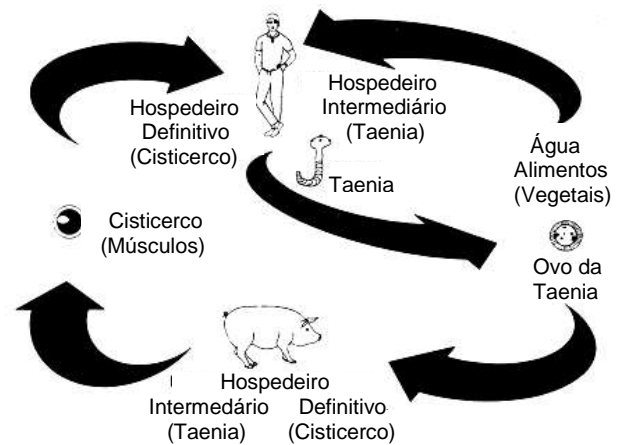 Hospedeiro
Definitivo
(Cisticerco)
Hospedeiro
Intermediário
(Taenia)
Taenia
Água
Alimentos
(Vegetais)
Ovo da
Taenia
Cisticerco
(Músculos)
Hospedeiro
Intermedário Definitivo
(Taenia) (Cisticerco)